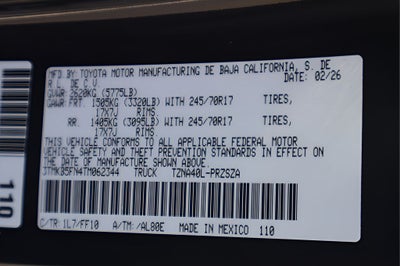 MFD.BY: TOYOTA MOTOR MANUFACTURING DE BAJA CALIFORNIA, S. DE
R. L. DE C.V. DATE: 02/26
GVWR: 2620KG (5775LB)
GAWR: FRT. 1505KG (3320LB) WITH 245/70R17 TIRES,
17X7J RIMS
RR. 1405KG (3095LB) WITH 245/70R17 TIRES,
17X7J RIMS
THIS VEHICLE CONFORMS TO ALL APPLICABLE FEDERAL MOTOR
VEHICLE SAFETY AND THEFT PREVENTION STANDARDS IN EFFECT ON
THE DATE OF MANUFACTURE SHOWN ABOVE.
3TMKB5FN4TM062344 TRUCK TZNA40L-PRZSZA
C/TR:1L7/FF10 A/TM:/AL80E MADE IN MEXICO 110
110